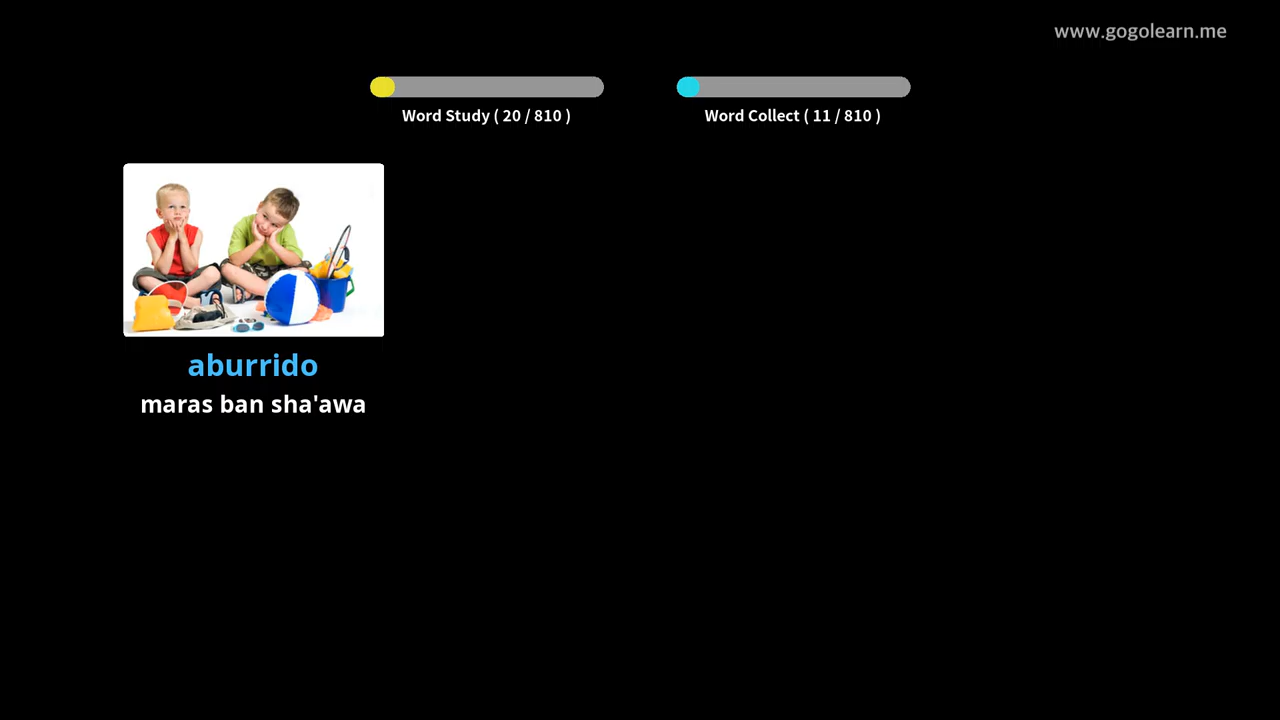 www.gogolearn.me
Word Study ( 20 / 810 )
Word Collect ( 11 / 810 )
aburrido
maras ban sha'awa